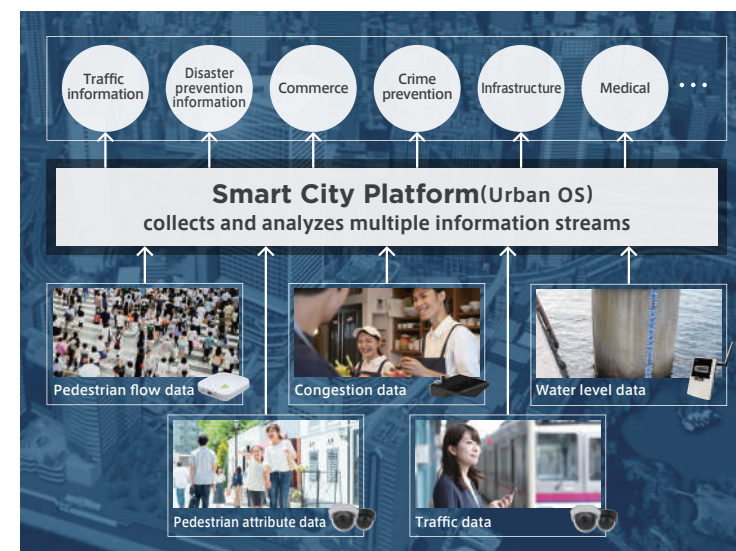 Traffic
information
Disaster
prevention
information
Commerce
Crime
prevention
Infrastructure
Medical
...
Smart City Platform(Urban OS)
collects and analyzes multiple information streams
Pedestrian flow data
Congestion data
Water level data
Pedestrian attribute data
Traffic data